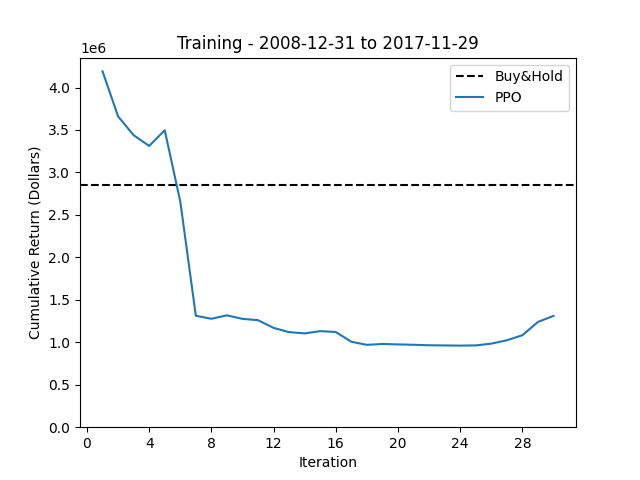 Training - 2008-12-31 to 2017-11-29
1e6
Buy&Hold
PPO
4.0
3.5
3.0
2.5
2.0
1.5
1.0
0.5
0.0
Cumulative Return (Dollars)
0 4 8 12 16 20 24 28
Iteration